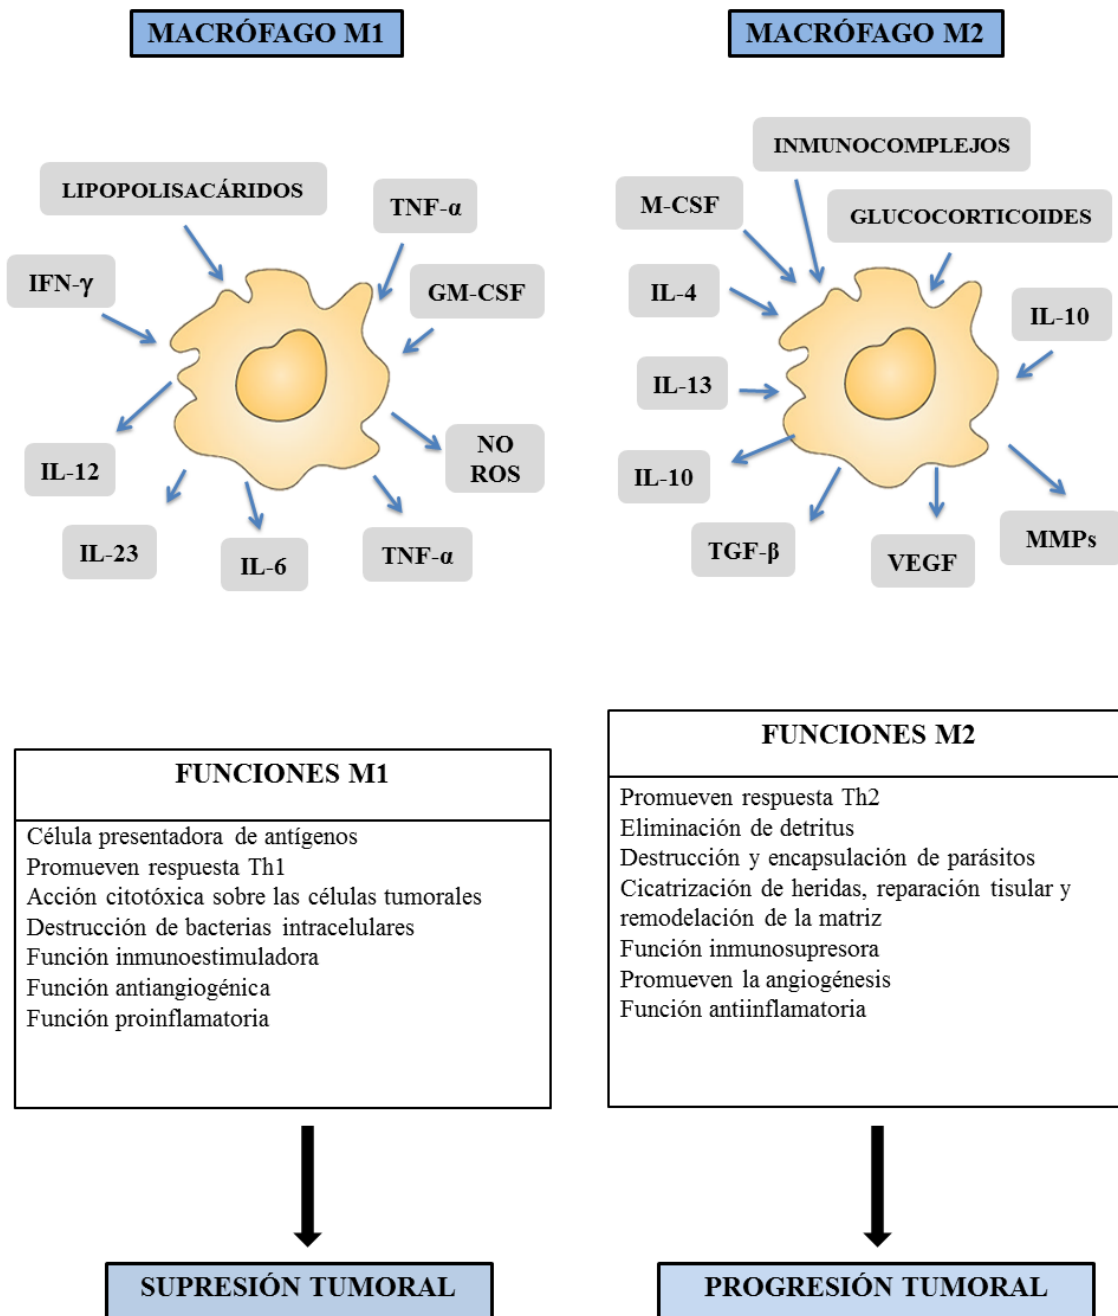 MACRÓFAGO M1
LIPOPOLISACÁRIDOS
TNF-α
IFN-γ
GM-CSF
IL-12
NO
ROS
IL-23
IL-6
TNF-α
FUNCIONES M1
Célula presentadora de antígenos
Promueven respuesta Th1
Acción citotóxica sobre las células tumorales
Destrucción de bacterias intracelulares
Función inmunoestimuladora
Función antiangiogénica
Función proinflamatoria
SUPRESIÓN TUMORAL
MACRÓFAGO M2
INMUNOCOMPLEJOS
M-CSF
GLUCOCORTICOIDES
IL-4
IL-10
IL-13
IL-10
TGF-β
VEGF
MMPs
FUNCIONES M2
Promueven respuesta Th2
Eliminación de detritus
Destrucción y encapsulación de parásitos
Cicatrización de heridas, reparación tisular y
remodelación de la matriz
Función inmunosupresora
Promueven la angiogénesis
Función antiinflamatoria
PROGRESIÓN TUMORAL